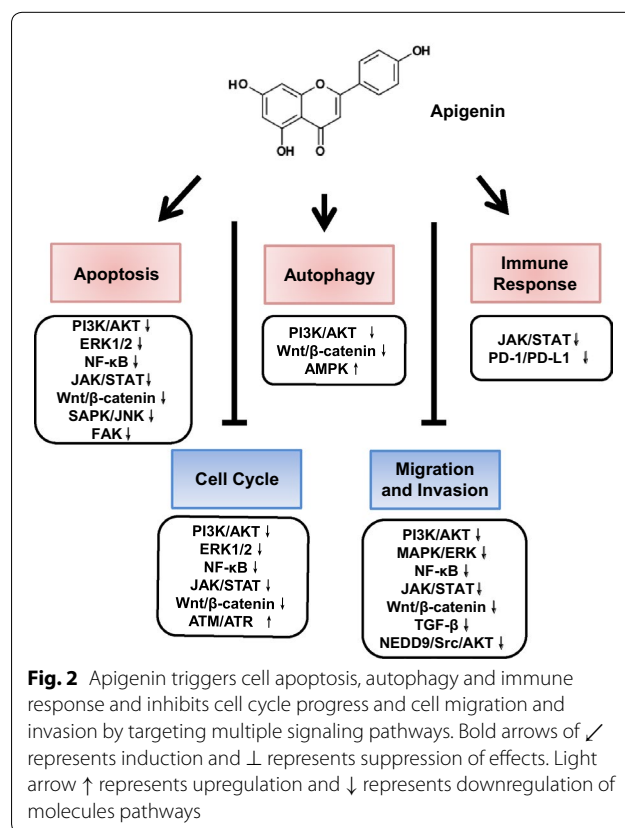 OH
HO
O
Apigenin
OH
O
Apoptosis
PI3K/AKT ↓
ERK1/2 ↓
NF-κB ↓
JAK/STAT ↓
Wnt/β-catenin ↓
SAPK/JNK ↓
FAK ↓
Autophagy
PI3K/AKT ↓
Wnt/β-catenin ↓
AMPK ↑
Immune
Response
JAK/STAT ↓
PD-1/PD-L1 ↓
Cell Cycle
PI3K/AKT ↓
ERK1/2 ↓
NF-κB ↓
JAK/STAT ↓
Wnt/β-catenin ↓
ATM/ATR ↑
Migration
and Invasion
PI3K/AKT ↓
MAPK/ERK ↓
NF-κB ↓
JAK/STAT ↓
Wnt/β-catenin ↓
TGF-β ↓
NEDD9/Src/AKT ↓
Fig. 2 Apigenin triggers cell apoptosis, autophagy and immune
response and inhibits cell cycle progress and cell migration and
invasion by targeting multiple signaling pathways. Bold arrows of ↙
represents induction and ⊥ represents suppression of effects. Light
arrow ↑ represents upregulation and ↓ represents downregulation of
molecules pathways